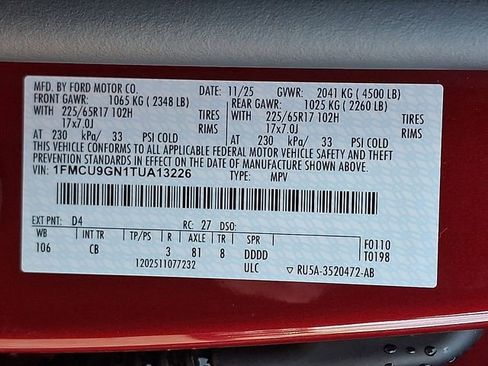 MFD. BY FORD MOTOR CO. DATE: 11/25 GVWR: 2041 KG ( 4500 LB)
FRONT GAWR: 1065 KG ( 2348 LB) REAR GAWR: 1025 KG ( 2260 LB)
225/65R17 102H TIRES 225/65R17 102H TIRES
17x7.0J RIMS 17x7.0J RIMS
AT 230 kPa/ 33 PSI COLD AT 230 kPa/ 33 PSI COLD
THIS VEHICLE CONFORMS TO ALL APPLICABLE FEDERAL MOTOR VEHICLE SAFETY AND THEFT
PREVENTION STANDARDS IN EFFECT ON THE DATE OF MANUFACTURE SHOWN ABOVE.
VIN: 1FMCU9GN1TUA13226 TYPE: MPV
EXT PNT: D4 RC: 27 DSO: F0110
WB INT TR TP/PS R AXLE TR SPR T0198
106 CB 3 81 8 DDDD
1202511077232 ULC RU5A-3520472-AB